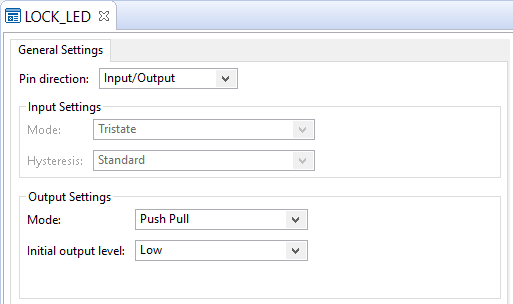 LOCK_LED
General Settings
Pin direction: Input/Output
Input Settings
Mode: Tristate
Hysteresis: Standard
Output Settings
Mode: Push Pull
Initial output level: Low